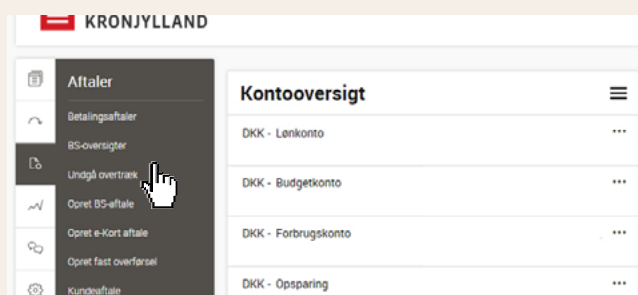 KRONJYLLAND
Aftaler
Betalingsaftaler
BS-oversigter
Undgå overtræk
Opret BS-aftale
Opret e-Kort aftale
Opret fast overførsel
Kundeaftale
Kontooversigt
DKK - Lønkonto
DKK - Budgetkonto
DKK - Forbrugskonto
DKK - Opsparing